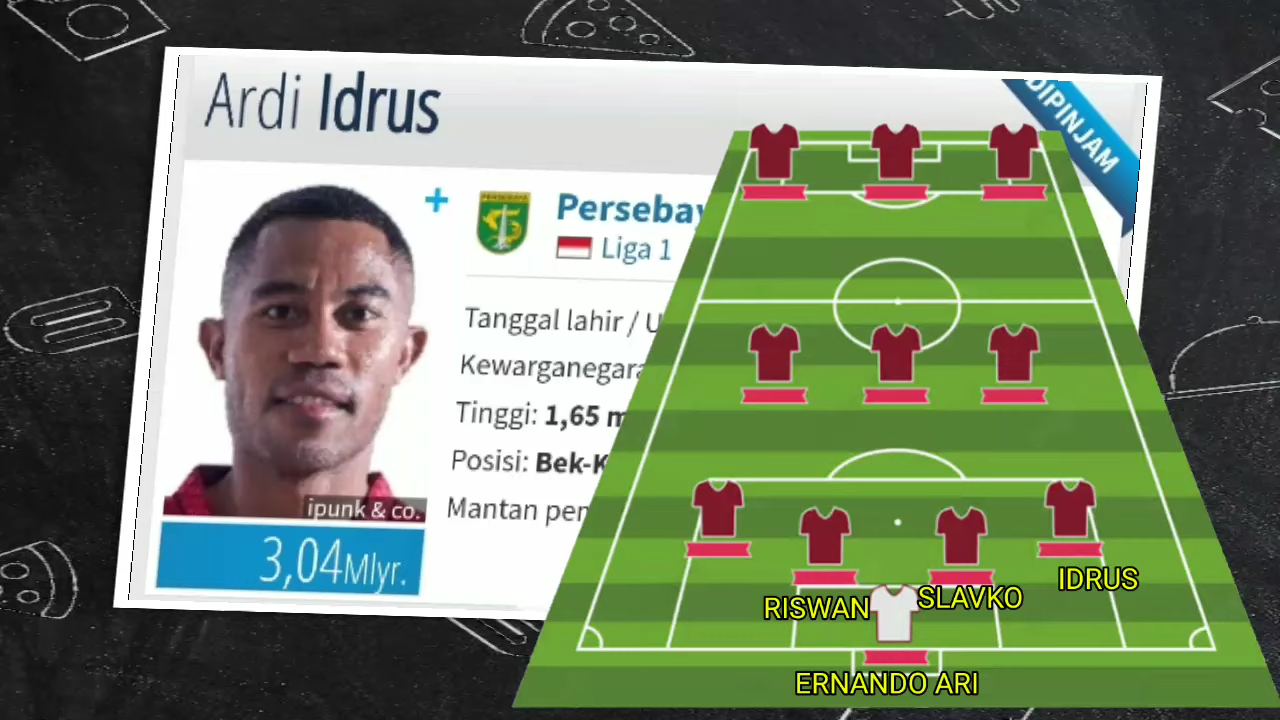 Ardi Idrus
DIPINJAM
+
PERSEBAYA
Persebay
Liga 1
Tanggal lahir / U
Kewarganegara
Tinggi: 1,65 m
Posisi: Bek-K
Mantan pem
ipunk & co.
3,04Mlyr.
IDRUS
RISWAN
SLAVKO
ERNANDO ARI